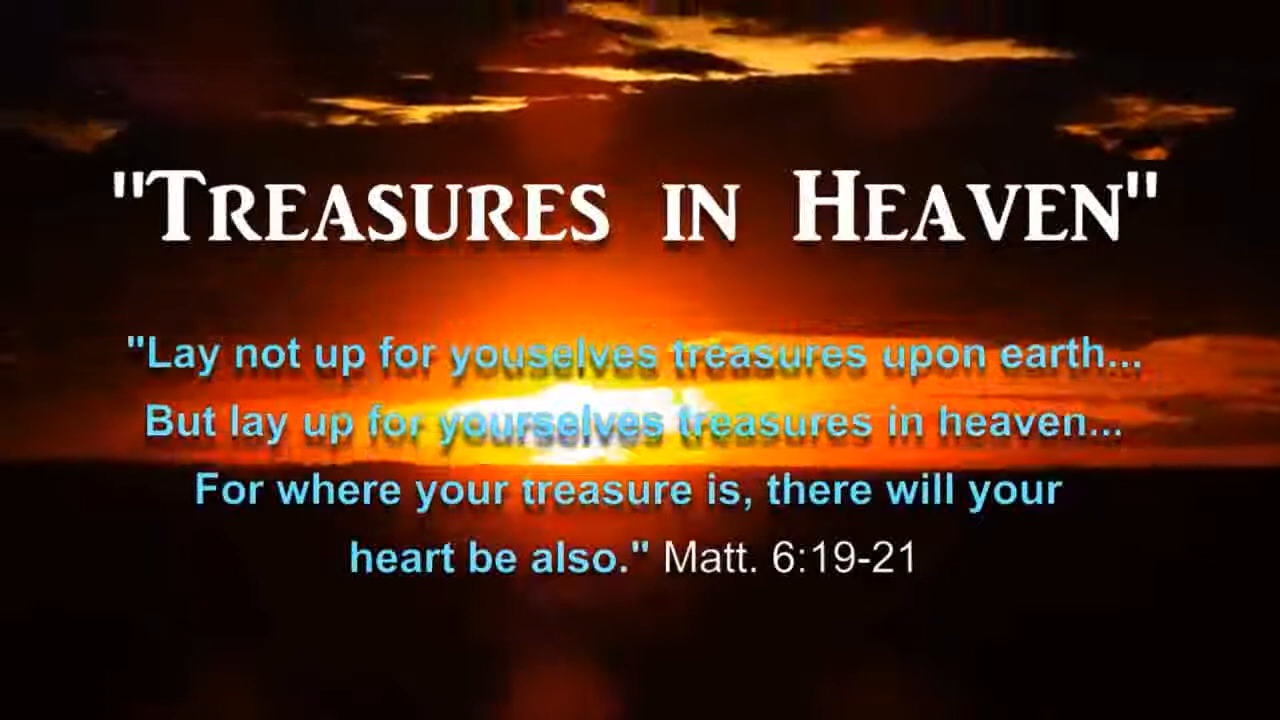 "TREASURES IN HEAVEN"
"Lay not up for youselves treasures upon earth...
But lay up for yourselves treasures in heaven...
For where your treasure is, there will your
heart be also." Matt. 6:19-21